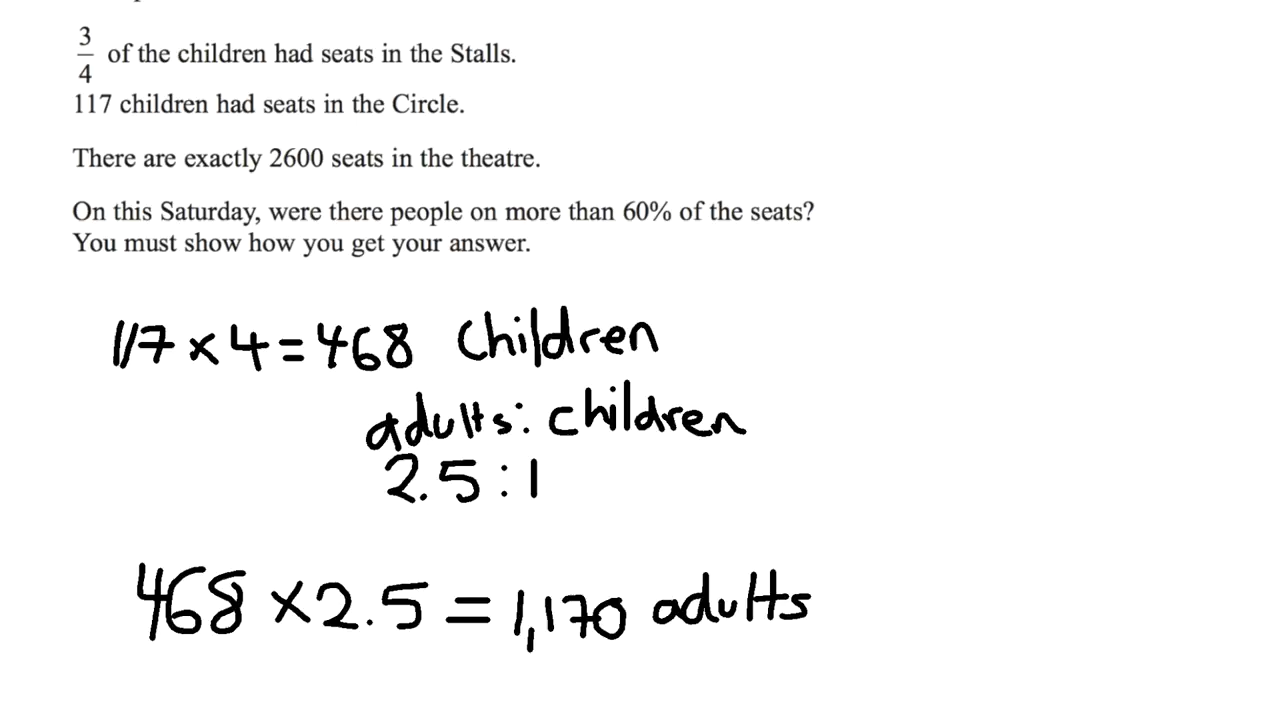 3/4 of the children had seats in the Stalls.
117 children had seats in the Circle.
There are exactly 2600 seats in the theatre.
On this Saturday, were there people on more than 60% of the seats?
You must show how you get your answer.
117 × 4 = 468 children
adults: children
2.5 : 1
468 × 2.5 = 1,170 adults